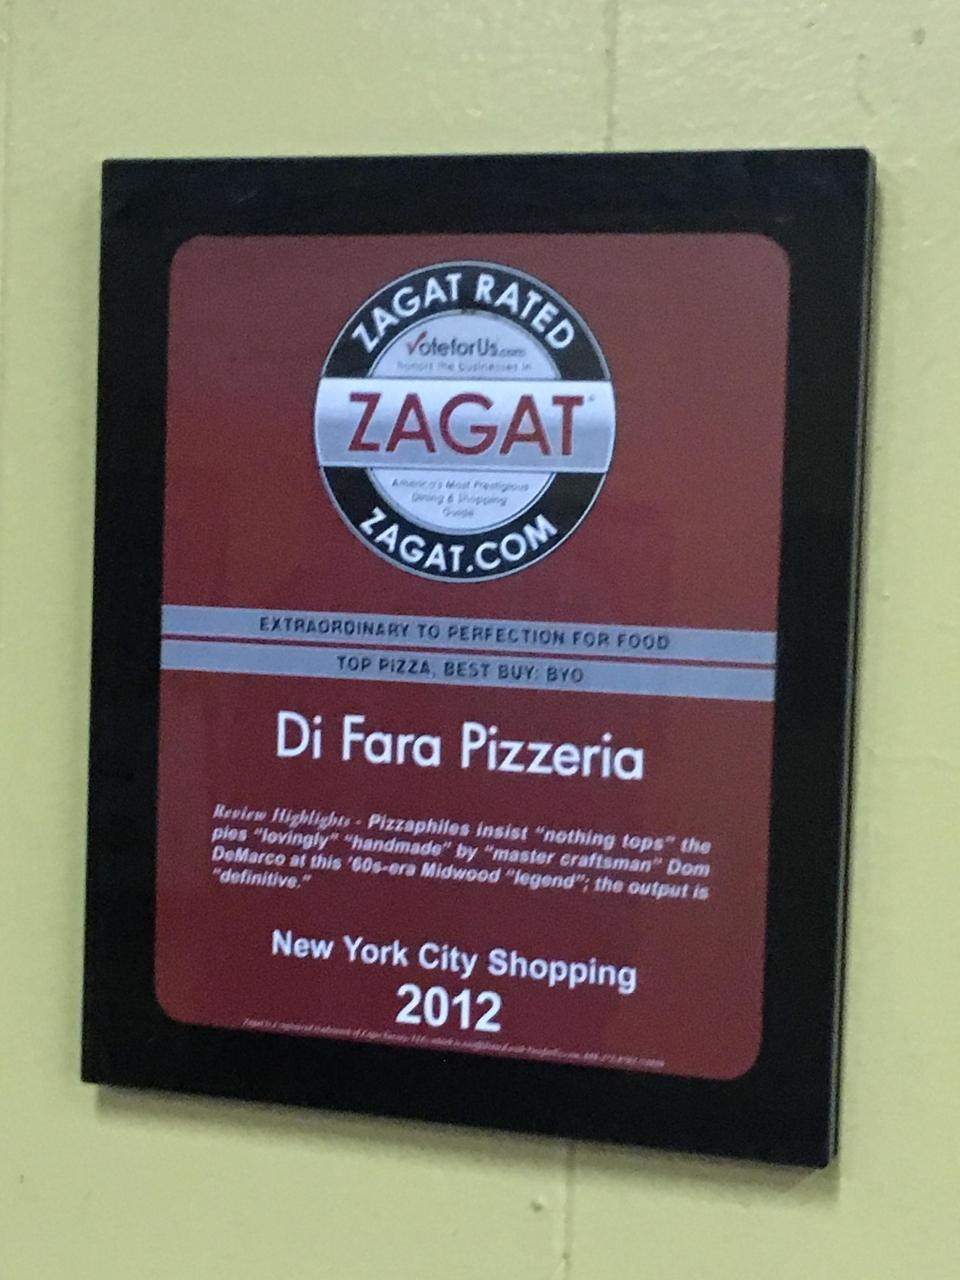 ZAGAT RATED
VoteforUs.com
honors the businesses in
ZAGAT
America's Most Prestigious
Dining & Shopping
Guide
ZAGAT.COM
EXTRAORDINARY TO PERFECTION FOR FOOD
TOP PIZZA, BEST BUY: BYO
Di Fara Pizzeria
Review Highlights - Pizzaphiles insist "nothing tops" the
pies "lovingly" "handmade" by "master craftsman" Dom
DeMarco at this '60s-era Midwood "legend"; the output is
"definitive."
New York City Shopping
2012